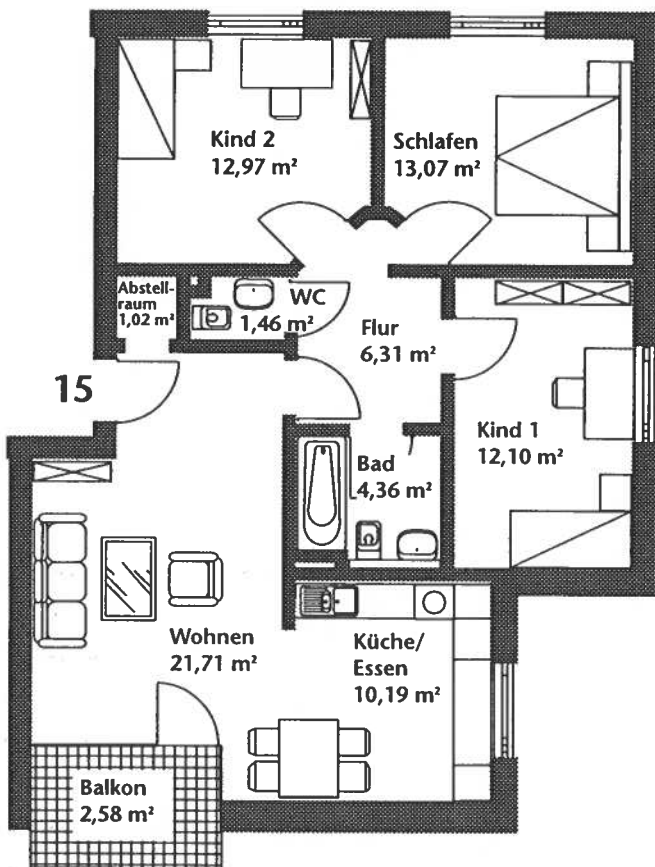 Kind 2
12,97 m²
Schlafen
13,07 m²
Abstell-
raum
1,02 m²
WC
1,46 m²
Flur
6,31 m²
15
Kind 1
12,10 m²
Bad
4,36 m²
Wohnen
21,71 m²
Küche/
Essen
10,19 m²
Balkon
2,58 m²